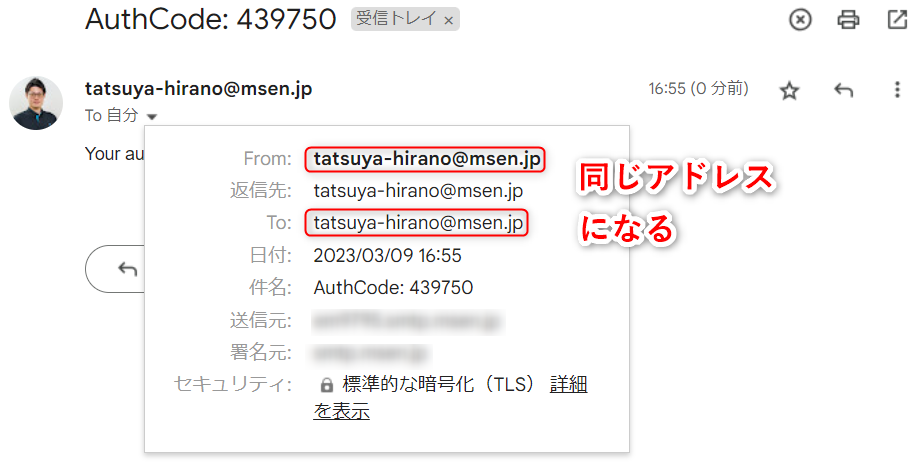 AuthCode: 439750 受信トレイ ×
tatsuya-hirano@msen.jp 16:55 (0 分前)
To 自分
Your au
From: tatsuya-hirano@msen.jp
返信先: tatsuya-hirano@msen.jp
To: tatsuya-hirano@msen.jp
同じアドレス
になる
日付: 2023/03/09 16:55
件名: AuthCode: 439750
送信元:
署名元:
セキュリティ: 標準的な暗号化（TLS） 詳細
を表示